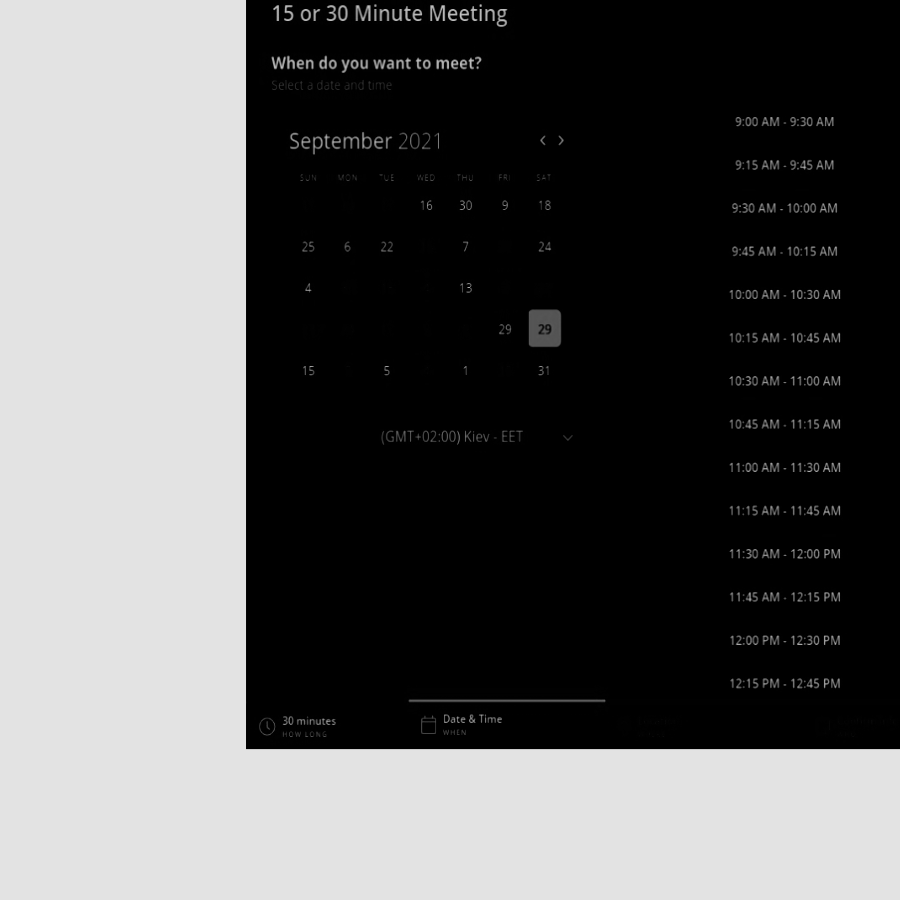 15 or 30 Minute Meeting
When do you want to meet?
Select a date and time
September 2021
SUN MON TUE WED THU FRI SAT
16 30 9 18
25 6 22 7 24
4 13
29 29
15 5 1 31
(GMT+02:00) Kiev - EET
9:00 AM - 9:30 AM
9:15 AM - 9:45 AM
9:30 AM - 10:00 AM
9:45 AM - 10:15 AM
10:00 AM - 10:30 AM
10:15 AM - 10:45 AM
10:30 AM - 11:00 AM
10:45 AM - 11:15 AM
11:00 AM - 11:30 AM
11:15 AM - 11:45 AM
11:30 AM - 12:00 PM
11:45 AM - 12:15 PM
12:00 PM - 12:30 PM
12:15 PM - 12:45 PM
30 minutes
HOW LONG
Date & Time
WHEN